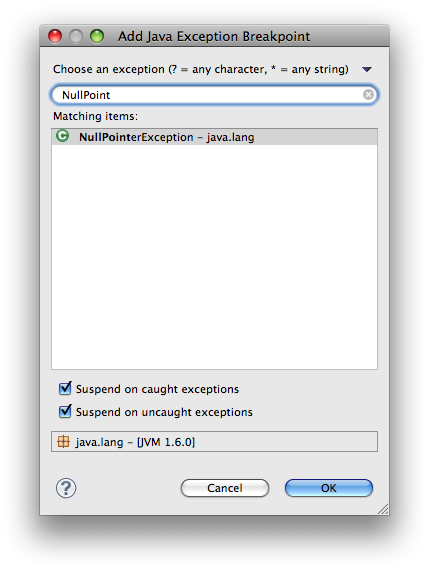 Add Java Exception Breakpoint
Choose an exception (? = any character, * = any string)
NullPoint
Matching items:
C NullPointerException - java.lang
Suspend on caught exceptions
Suspend on uncaught exceptions
java.lang - [JVM 1.6.0]
? Cancel OK